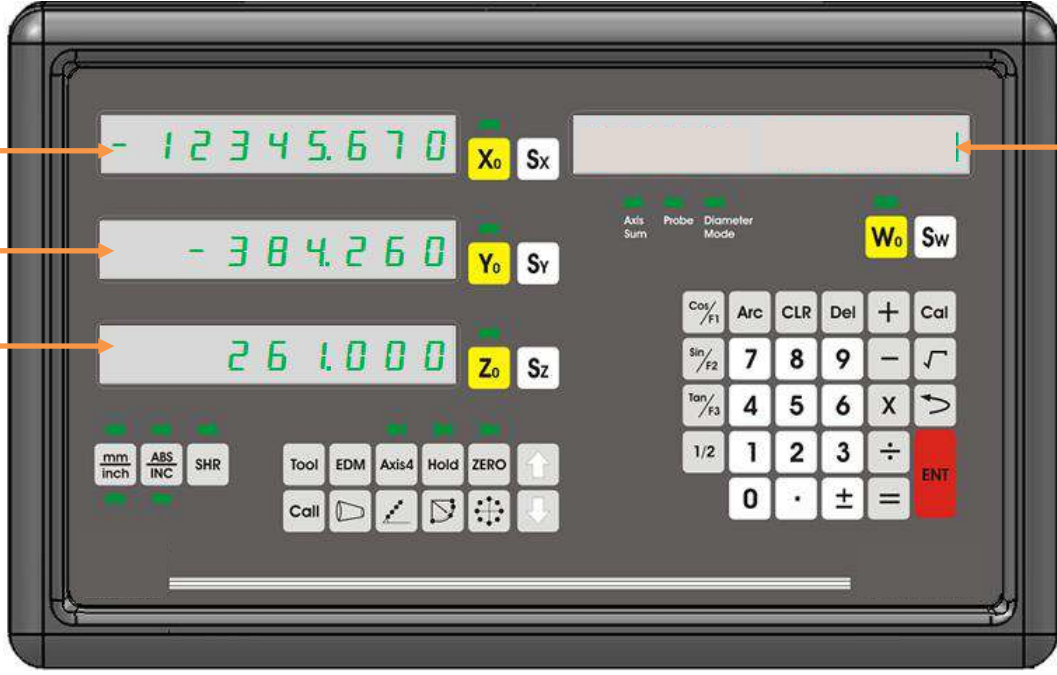 - 12345.670
X0 SX
Axis Sum Probe Diameter Mode
W0 SW
- 384.260
Y0 SY
261.000
Z0 SZ
Cos/F1 Arc CLR Del + Cal
Sin/F2 7 8 9 − √
Tan/F3 4 5 6 X
1/2 1 2 3 ÷ ENT
0 . ± =
mm/inch ABS/INC SHR
Tool EDM Axis4 Hold ZERO
Call